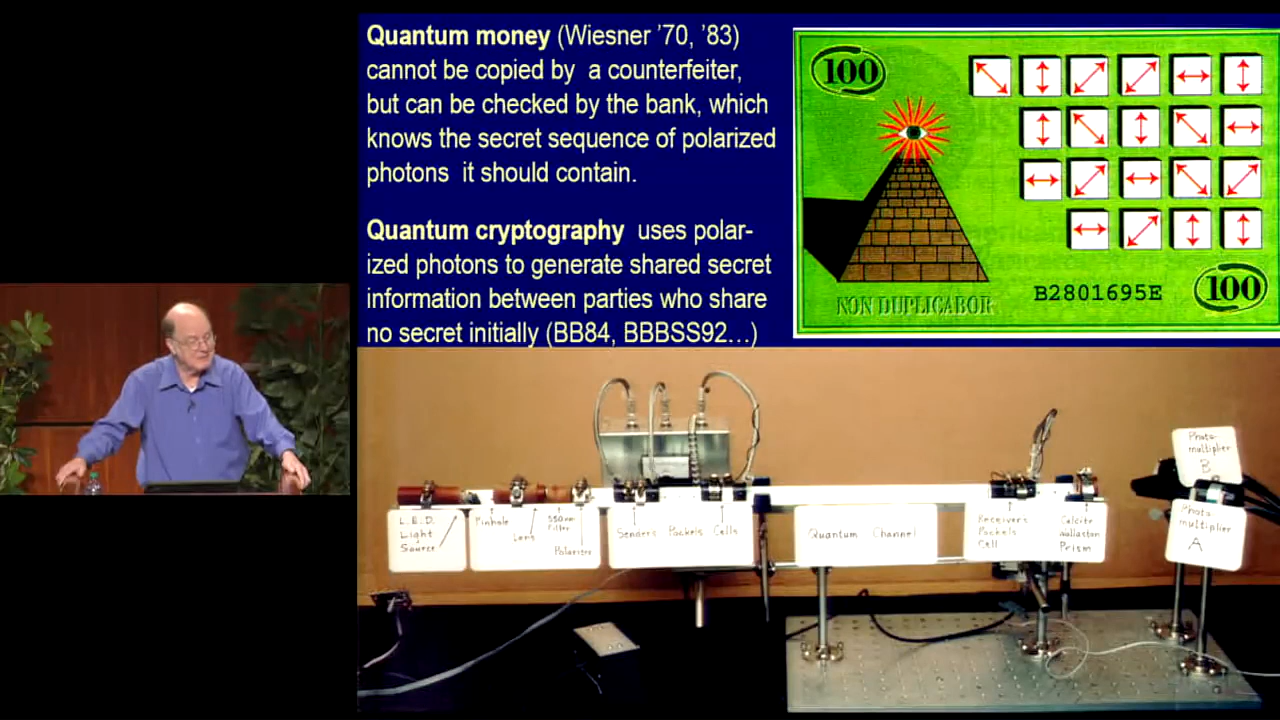 Quantum money (Wiesner ’70, ’83)
cannot be copied by a counterfeiter,
but can be checked by the bank, which
knows the secret sequence of polarized
photons it should contain.
Quantum cryptography uses polar-
ized photons to generate shared secret
information between parties who share
no secret initially (BB84, BBBSS92…)
100
NON DUPLICABOR
B2801695E
100
L.E.D.
Light
Source
Pinhole
Lens
550nm
Filter
Polarizer
Senders Pockels Cells
Quantum Channel
Receivers
Pockels
Cell
Calcite
Wollaston
Prism
Photo
multiplier
B
Photo
multiplier
A